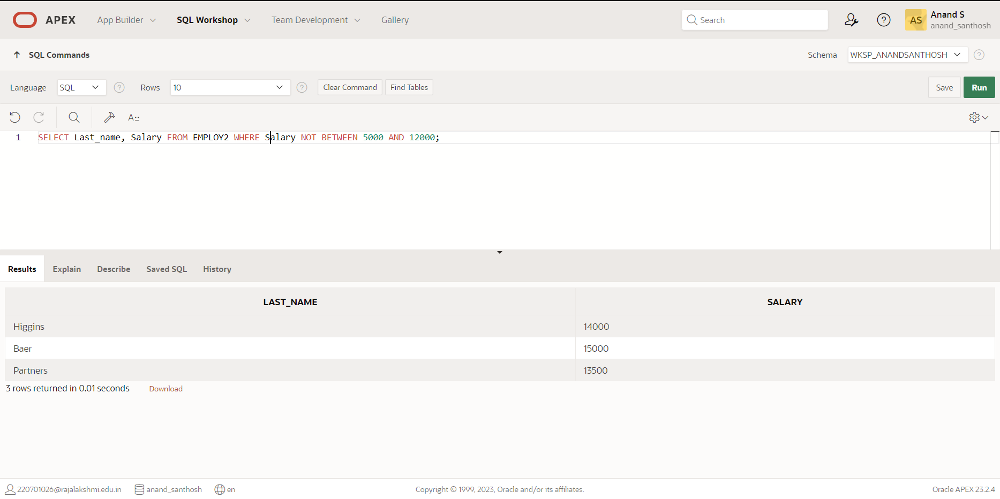 APEX App Builder SQL Workshop Team Development Gallery Search AS Anand S
anand_santhosh
SQL Commands Schema WKSP_ANANDSANTHOSH ?
Language SQL ? Rows 10 ? Clear Command Find Tables Save Run
A::
1 SELECT Last_name, Salary FROM EMPLOY2 WHERE Salary NOT BETWEEN 5000 AND 12000;
Results Explain Describe Saved SQL History
LAST_NAME SALARY
Higgins 14000
Baer 15000
Partners 13500
3 rows returned in 0.01 seconds Download
220701026@rajalakshmi.edu.in anand_santhosh en Copyright © 1999, 2023, Oracle and/or its affiliates. Oracle APEX 23.2.4